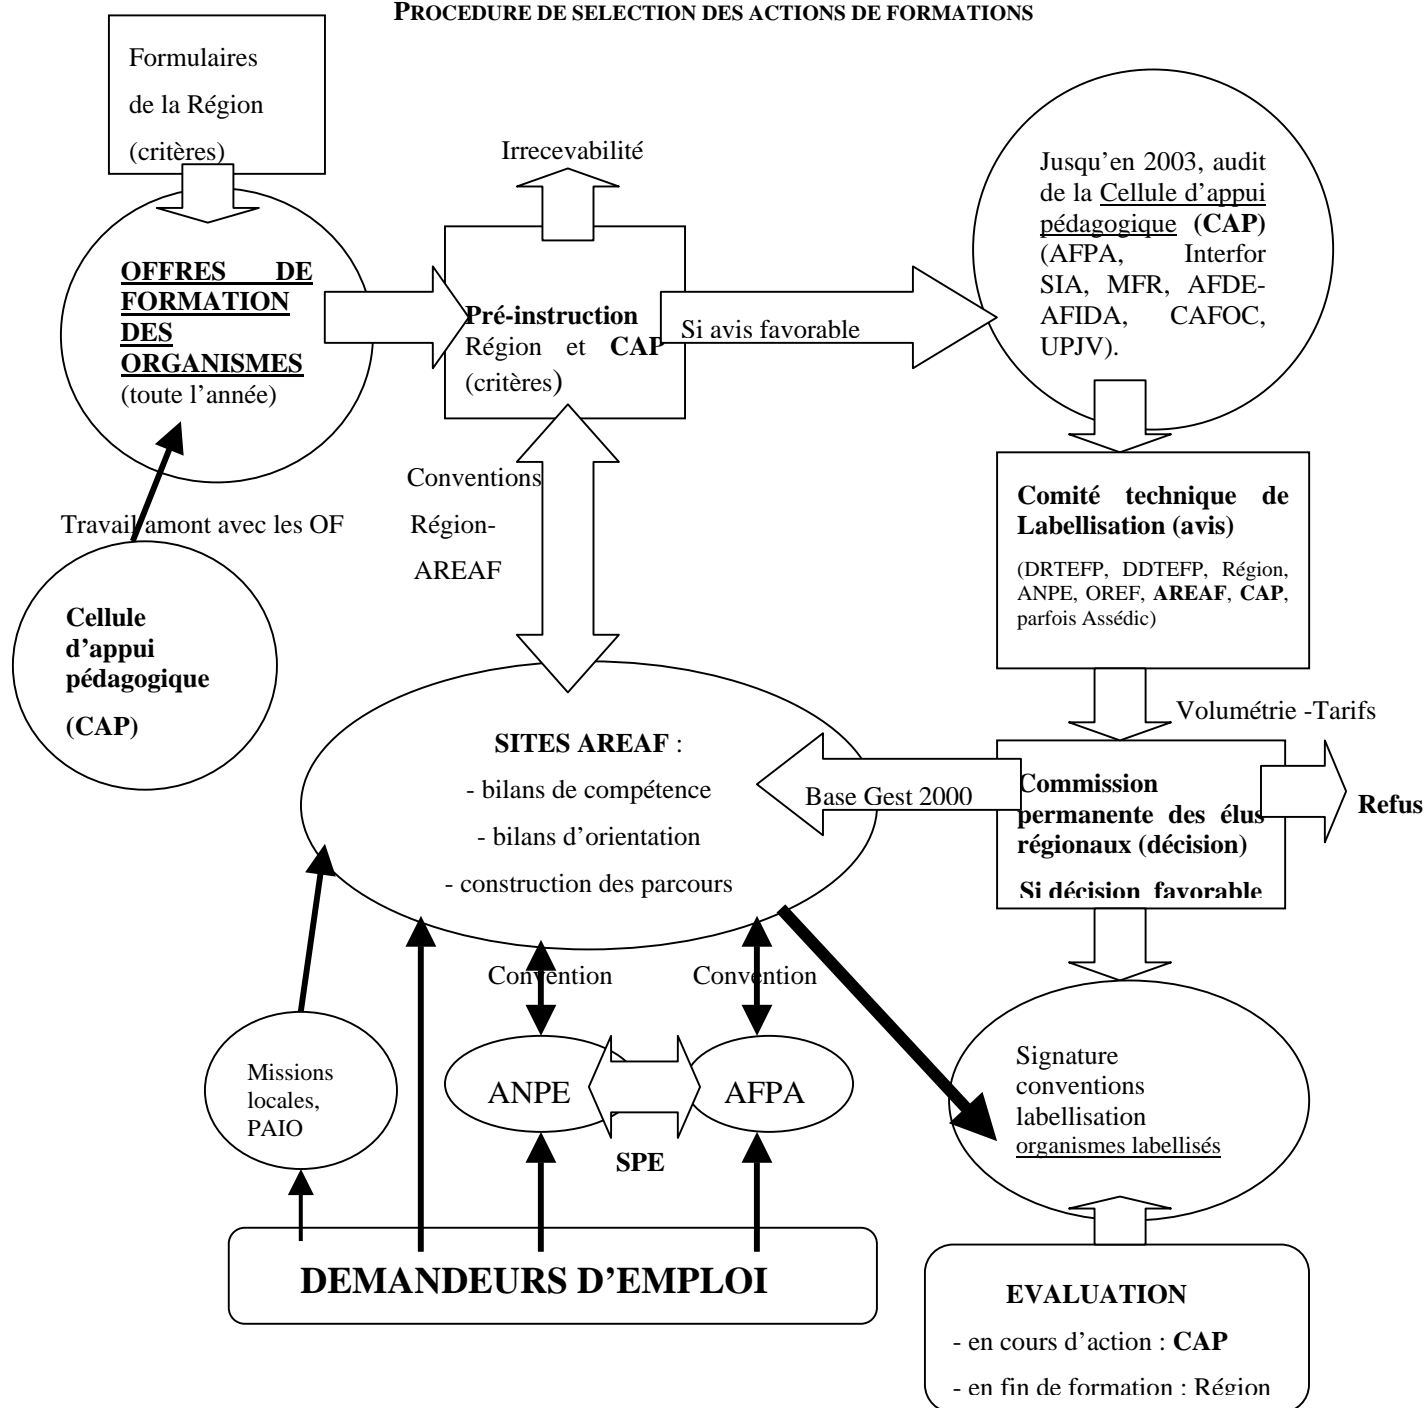 PROCEDURE DE SELECTION DES ACTIONS DE FORMATIONS
Formulaires
de la Région
(critères)
Irrecevabilité
Jusqu’en 2003, audit
de la Cellule d’appui
pédagogique (CAP)
(AFPA, Interfor
SIA, MFR, AFDE-
AFIDA, CAFOC,
UPJV).
OFFRES DE
FORMATION
DES
ORGANISMES
(toute l’année)
Pré-instruction
Région et CAP
(critères)
Si avis favorable
Conventions
Région-
AREAF
Travail amont avec les OF
Comité technique de
Labellisation (avis)
(DRTEFP, DDTEFP, Région,
ANPE, OREF, AREAF, CAP,
parfois Assédic)
Cellule
d’appui
pédagogique
(CAP)
Volumétrie -Tarifs
SITES AREAF :
- bilans de compétence
- bilans d’orientation
- construction des parcours
Base Gest 2000
Commission
permanente des élus
régionaux (décision)
Si décision favorable
Refus
Convention
Convention
Missions
locales,
PAIO
ANPE
AFPA
SPE
Signature
conventions
labellisation
organismes labellisés
DEMANDEURS D’EMPLOI
EVALUATION
- en cours d’action : CAP
- en fin de formation : Région